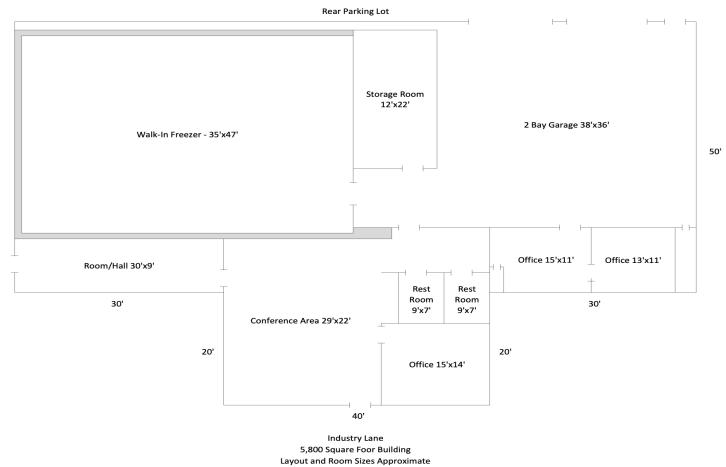 Rear Parking Lot
Storage Room
12'x22'
2 Bay Garage 38'x36'
Walk-In Freezer - 35'x47'
50'
Room/Hall 30'x9'
Office 15'x11'
Office 13'x11'
Rest
Room
9'x7'
Rest
Room
9'x7'
30'
30'
Conference Area 29'x22'
20'
20'
Office 15'x14'
40'
Industry Lane
5,800 Square Foor Building
Layout and Room Sizes Approximate